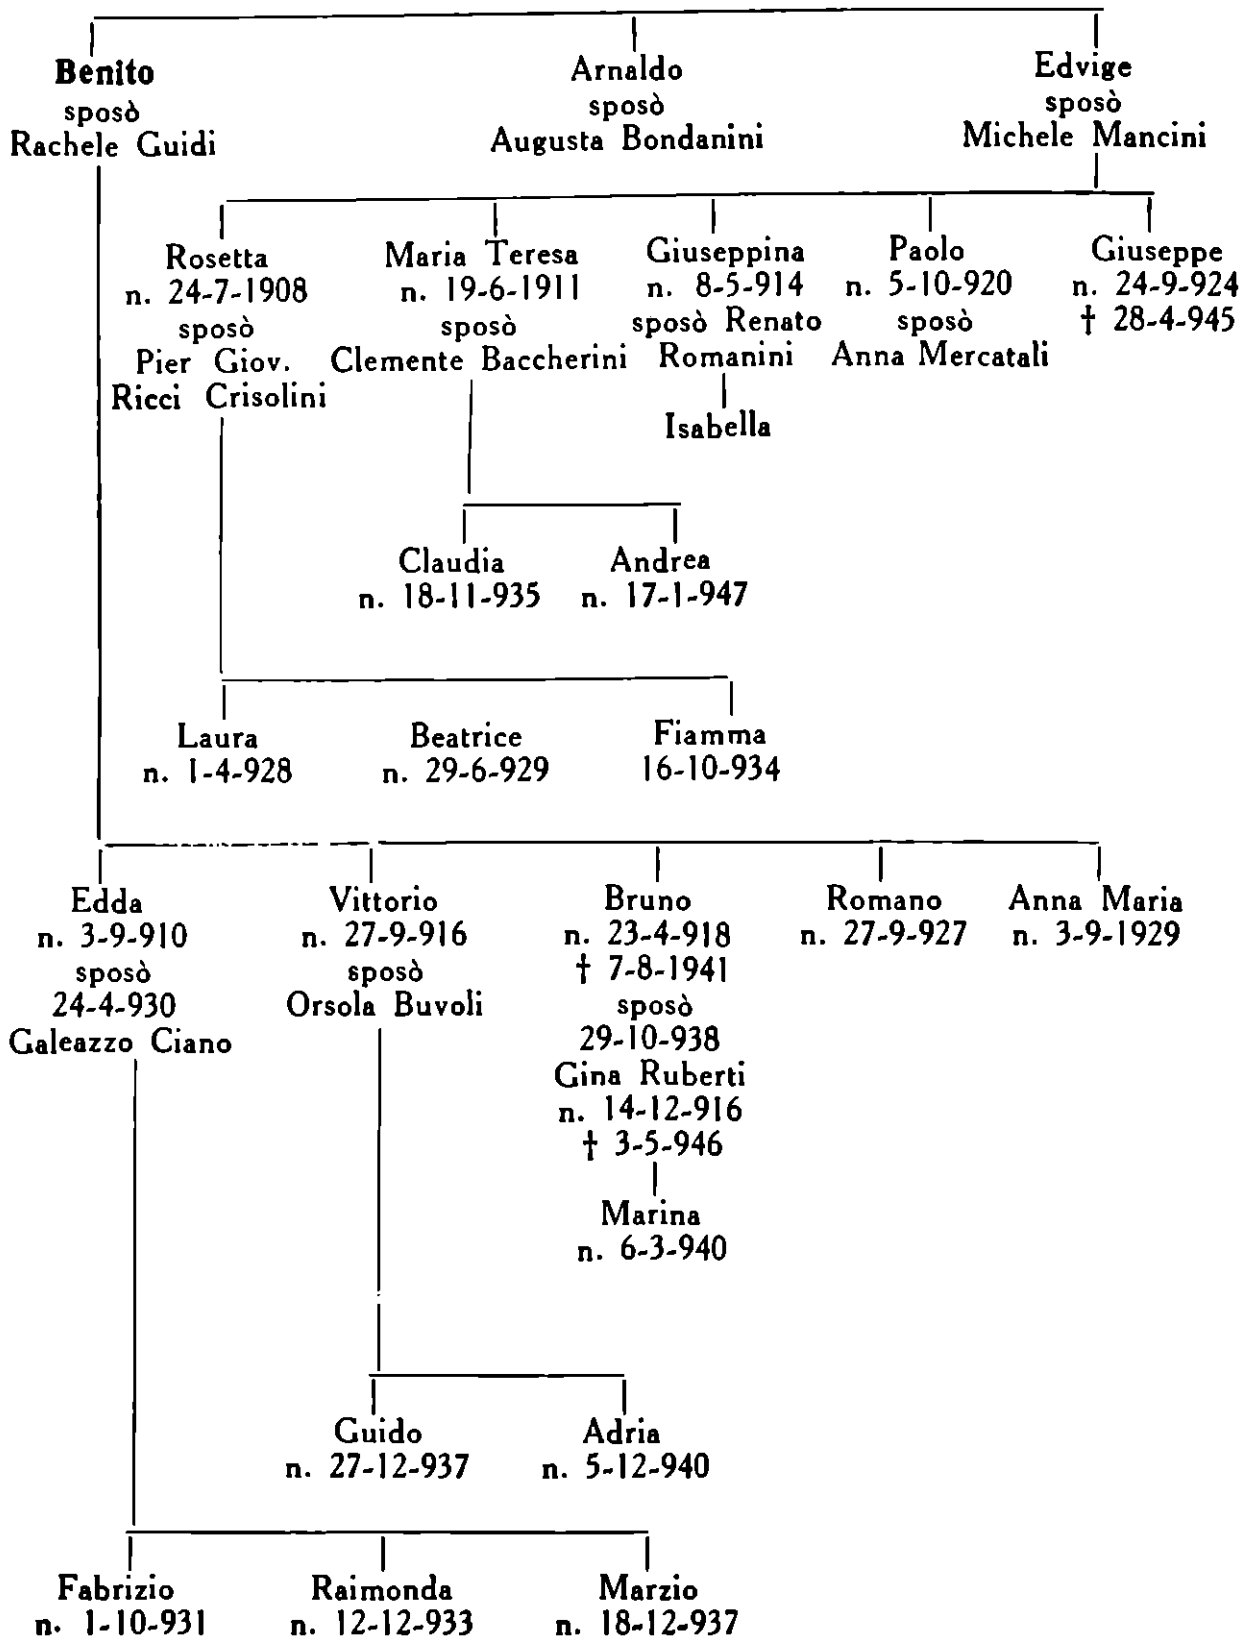 Benito
sposò
Rachele Guidi
Arnaldo
sposò
Augusta Bondanini
Edvige
sposò
Michele Mancini
Rosetta
n. 24-7-1908
sposò
Pier Giov.
Ricci Crisolini
Maria Teresa
n. 19-6-1911
sposò
Clemente Baccherini
Giuseppina
n. 8-5-914
sposò Renato
Romanini
Isabella
Paolo
n. 5-10-920
sposò
Anna Mercatali
Giuseppe
n. 24-9-924
† 28-4-945
Claudia
n. 18-11-935
Andrea
n. 17-1-947
Laura
n. 1-4-928
Beatrice
n. 29-6-929
Fiamma
16-10-934
Edda
n. 3-9-910
sposò
24-4-930
Galeazzo Ciano
Vittorio
n. 27-9-916
sposò
Orsola Buvoli
Bruno
n. 23-4-918
† 7-8-1941
sposò
29-10-938
Gina Ruberti
n. 14-12-916
† 3-5-946
Marina
n. 6-3-940
Romano
n. 27-9-927
Anna Maria
n. 3-9-1929
Guido
n. 27-12-937
Adria
n. 5-12-940
Fabrizio
n. 1-10-931
Raimonda
n. 12-12-933
Marzio
n. 18-12-937